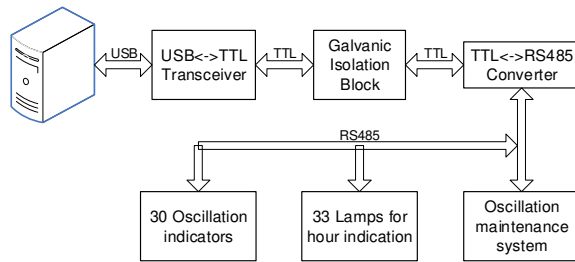 USB
USB<->TTL
Transceiver
TTL
Galvanic
Isolation
Block
TTL
TTL<->RS485
Converter
RS485
30 Oscillation
indicators
33 Lamps for
hour indication
Oscillation
maintenance
system